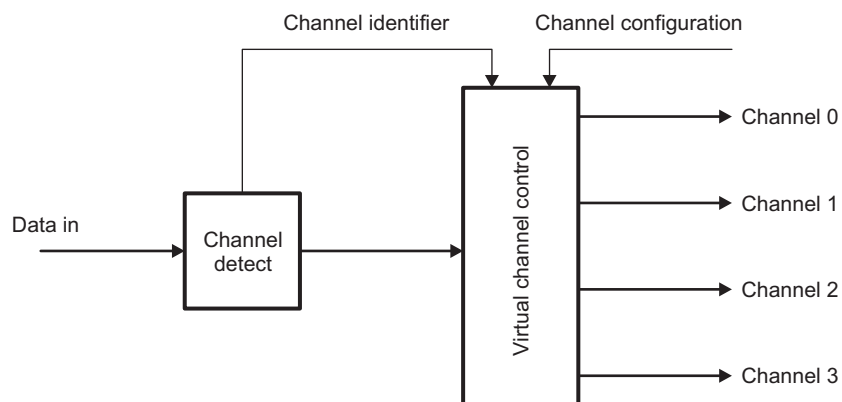 Channel identifier
Channel configuration
Channel 0
Channel 1
Data in
Channel
detect
Virtual channel control
Channel 2
Channel 3